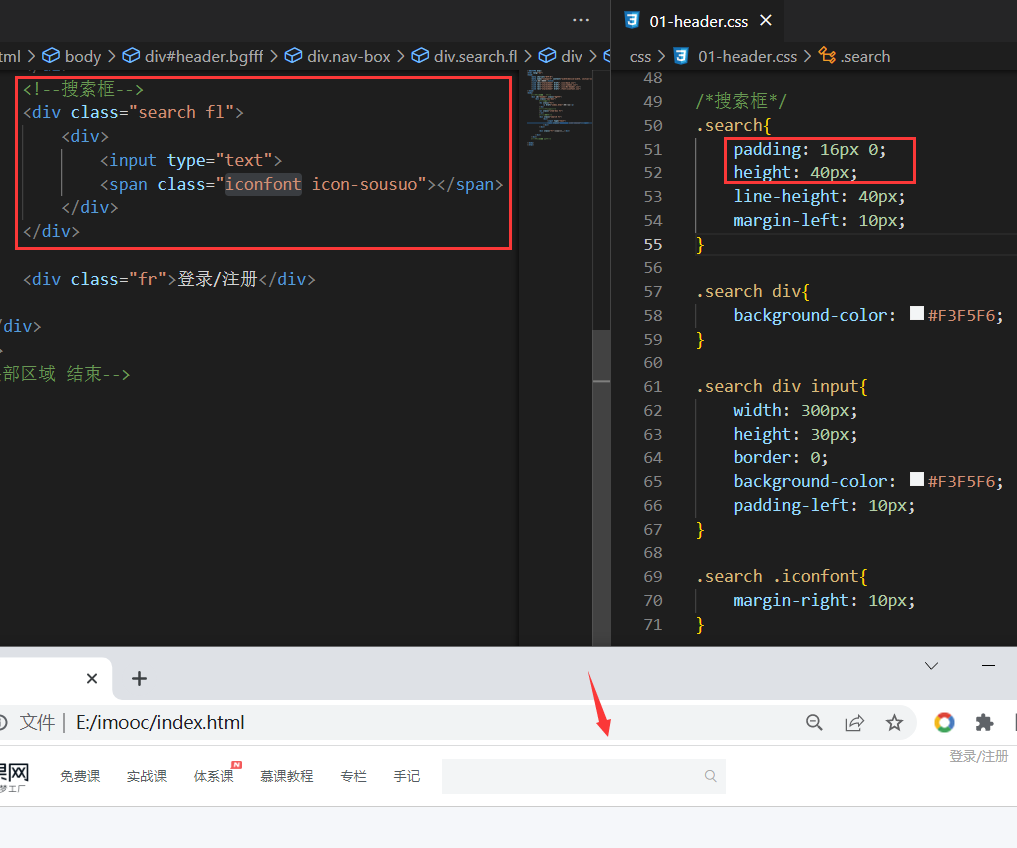 ···
01-header.css ×
tml > body > div#header.bgfff > div.nav-box > div.search.fl > div >
css > 01-header.css > .search
<!--搜索框-->
<div class="search fl">
<div>
<input type="text">
<span class="iconfont icon-sousuo"></span>
</div>
</div>
<div class="fr">登录/注册</div>
/div>
>
部区域 结束-->
48
49 /*搜索框*/
50 .search{
51 padding: 16px 0;
52 height: 40px;
53 line-height: 40px;
54 margin-left: 10px;
55 }
56
57 .search div{
58 background-color: #F3F5F6;
59 }
60
61 .search div input{
62 width: 300px;
63 height: 30px;
64 border: 0;
65 background-color: #F3F5F6;
66 padding-left: 10px;
67 }
68
69 .search .iconfont{
70 margin-right: 10px;
71 }
文件 | E:/imooc/index.html
登录/注册
课网
梦工厂
免费课 实战课 体系课 N 慕课教程 专栏 手记